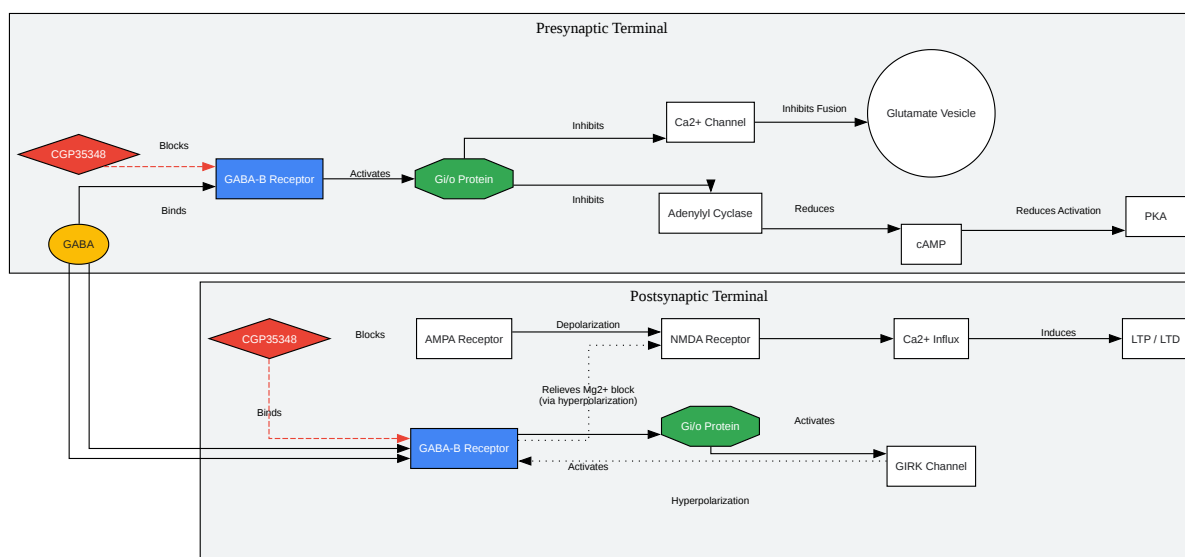 Presynaptic Terminal
Glutamate Vesicle
Inhibits Fusion
Ca2+ Channel
Inhibits
Blocks
CGP35348
GABA-B Receptor
Activates
Gi/o Protein
Inhibits
Binds
GABA
Adenylyl Cyclase
Reduces
cAMP
Reduces Activation
PKA
Postsynaptic Terminal
CGP35348
Blocks
AMPA Receptor
Depolarization
NMDA Receptor
Ca2+ Influx
Induces
LTP / LTD
Relieves Mg2+ block
(via hyperpolarization)
Binds
GABA-B Receptor
Gi/o Protein
Activates
Activates
GIRK Channel
Hyperpolarization